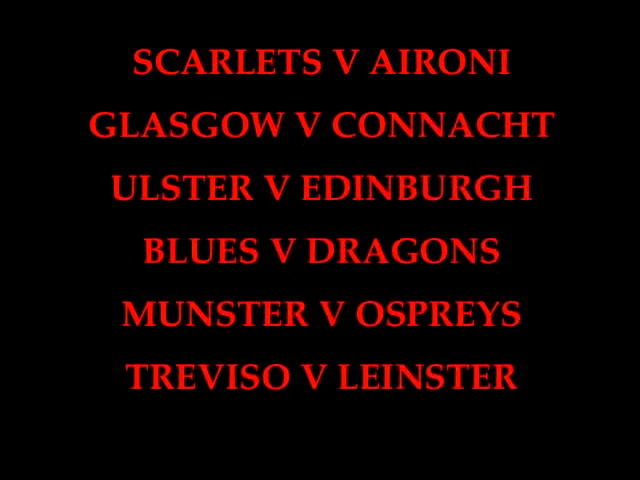 SCARLETS V AIRONI
GLASGOW V CONNACHT
ULSTER V EDINBURGH
BLUES V DRAGONS
MUNSTER V OSPREYS
TREVISO V LEINSTER